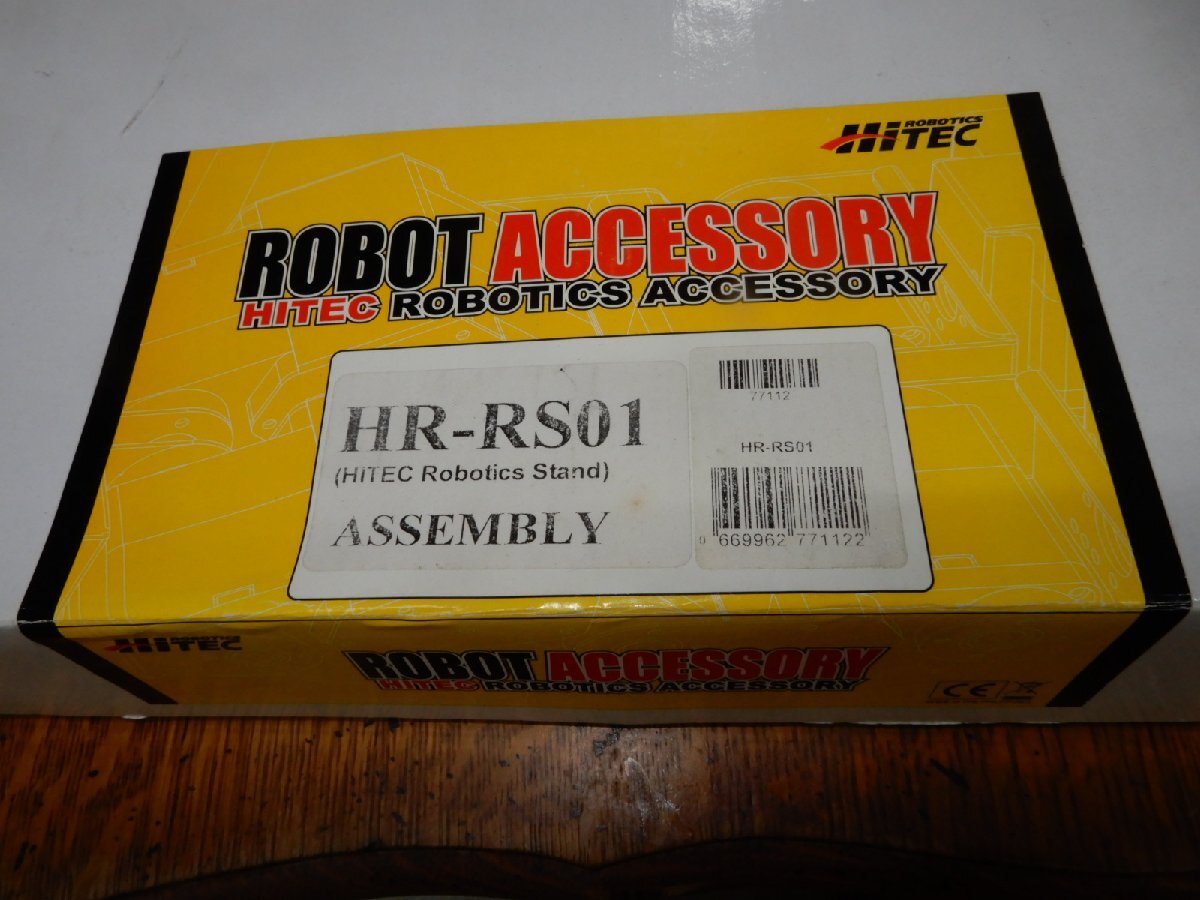 ROBOTICS
HiTEC
ROBOT ACCESSORY
HITEC ROBOTICS ACCESSORY
HR-RS01
(HiTEC Robotics Stand)
ASSEMBLY
77112
HR-RS01
0 669962 771122
ROBOTICS
HiTEC
ROBOT ACCESSORY
HITEC ROBOTICS ACCESSORY
CE